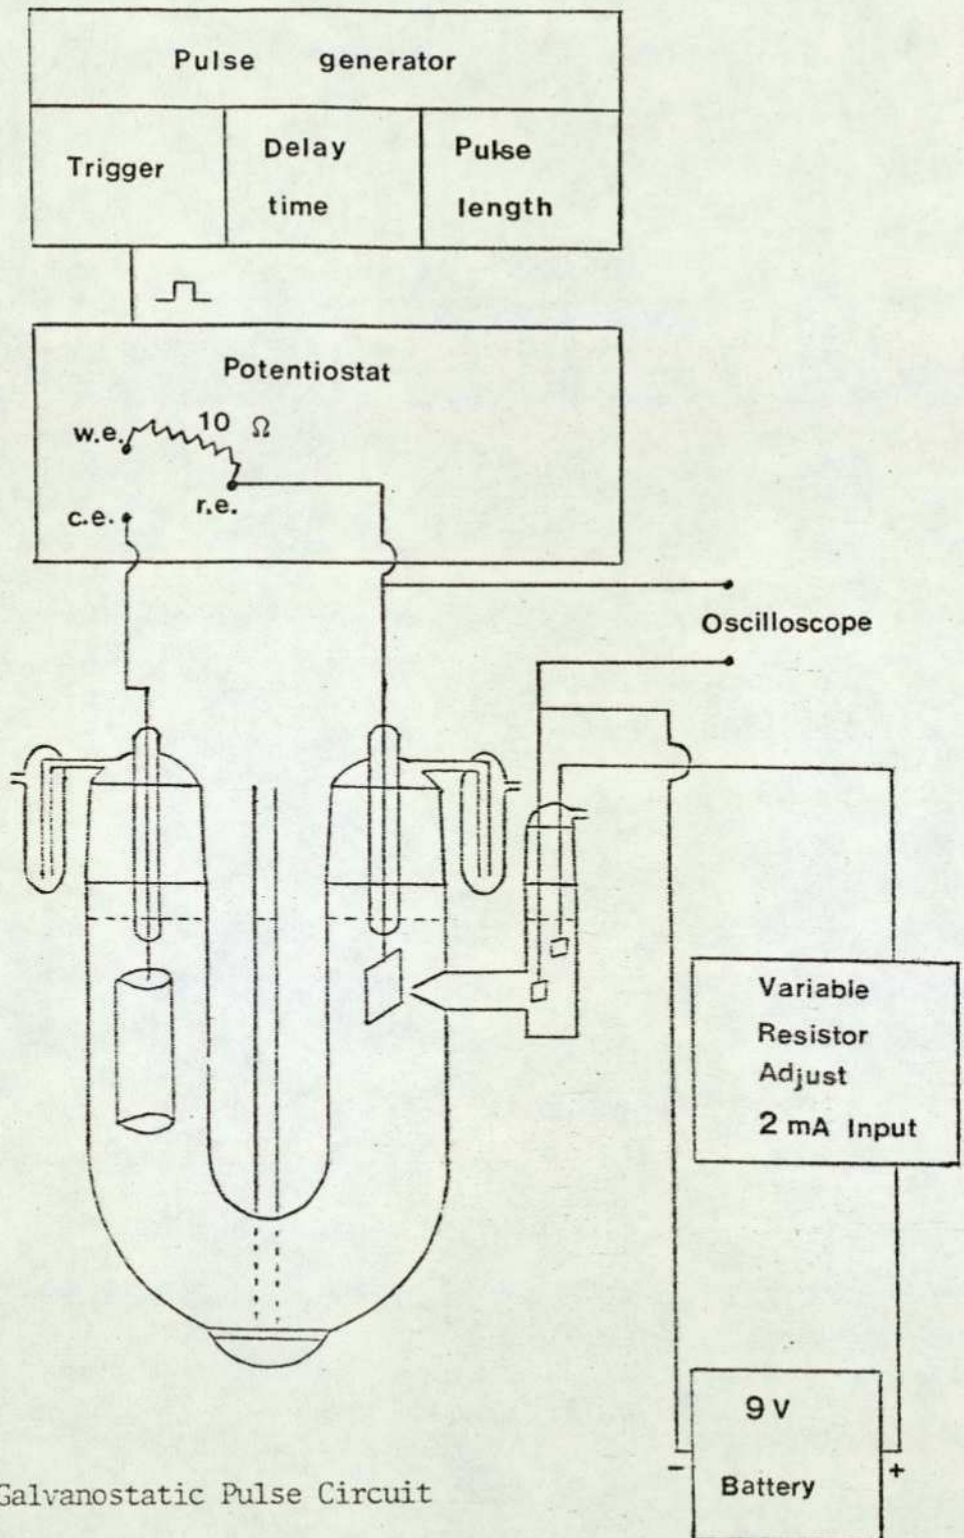 Pulse generator
Trigger
Delay
time
Pulse
length
Potentiostat
w.e.
10 Ω
r.e.
c.e.
Oscilloscope
Variable
Resistor
Adjust
2 mA Input
9 V
Battery
-
+
Galvanostatic Pulse Circuit